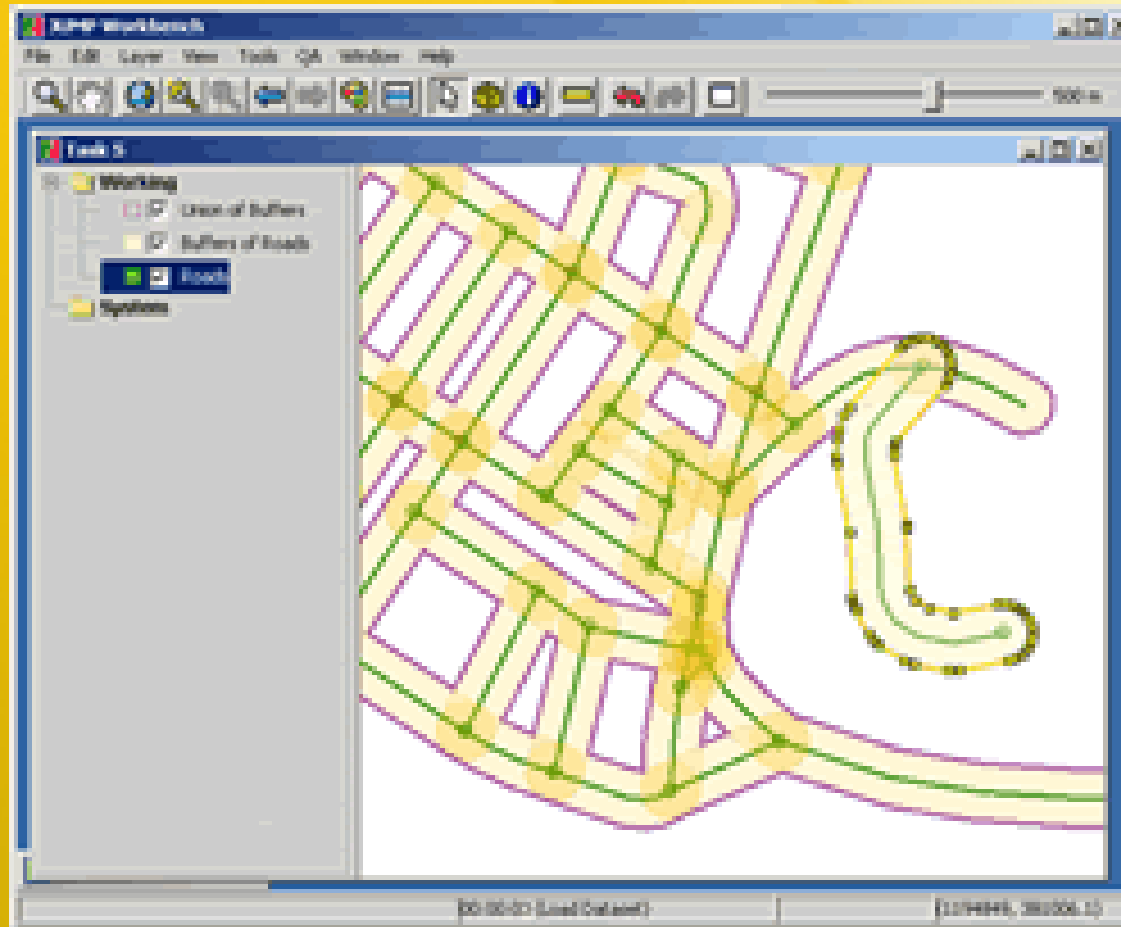 JUMP Workbench
File Edit Layer View Tools QA Window Help
500 m
Task 5
Working
Union of Buffers
Buffers of Roads
Roads
System
00:00:01 (Load Dataset)